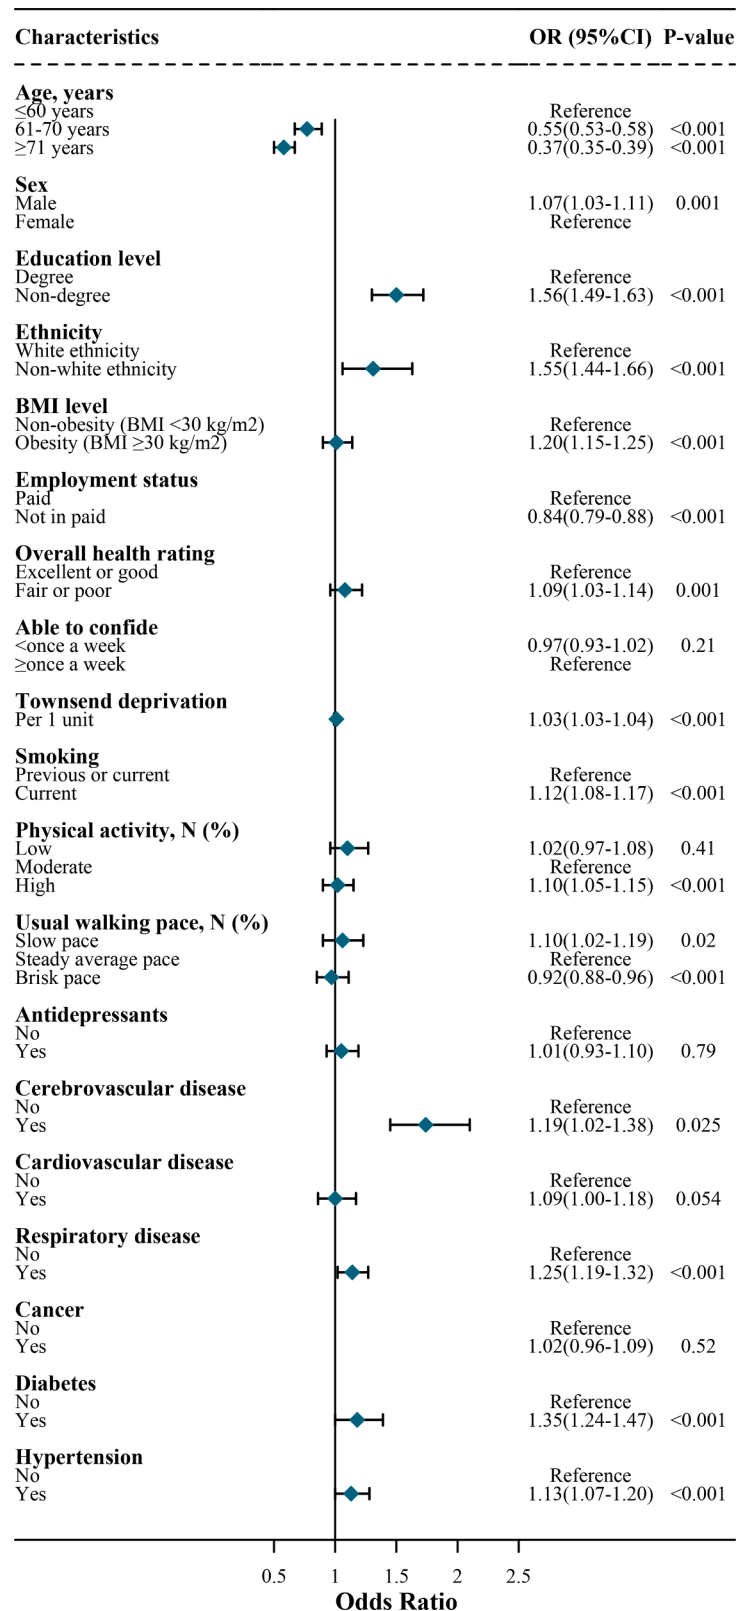 Characteristics OR (95%CI) P-value
Age, years
≤60 years Reference
61-70 years 0.55(0.53-0.58) <0.001
≥71 years 0.37(0.35-0.39) <0.001
Sex
Male 1.07(1.03-1.11) 0.001
Female Reference
Education level
Degree Reference
Non-degree 1.56(1.49-1.63) <0.001
Ethnicity
White ethnicity Reference
Non-white ethnicity 1.55(1.44-1.66) <0.001
BMI level
Non-obesity (BMI <30 kg/m2) Reference
Obesity (BMI ≥30 kg/m2) 1.20(1.15-1.25) <0.001
Employment status
Paid Reference
Not in paid 0.84(0.79-0.88) <0.001
Overall health rating
Excellent or good Reference
Fair or poor 1.09(1.03-1.14) 0.001
Able to confide
<once a week 0.97(0.93-1.02) 0.21
≥once a week Reference
Townsend deprivation
Per 1 unit 1.03(1.03-1.04) <0.001
Smoking
Previous or current Reference
Current 1.12(1.08-1.17) <0.001
Physical activity, N (%)
Low 1.02(0.97-1.08) 0.41
Moderate Reference
High 1.10(1.05-1.15) <0.001
Usual walking pace, N (%)
Slow pace 1.10(1.02-1.19) 0.02
Steady average pace Reference
Brisk pace 0.92(0.88-0.96) <0.001
Antidepressants
No Reference
Yes 1.01(0.93-1.10) 0.79
Cerebrovascular disease
No Reference
Yes 1.19(1.02-1.38) 0.025
Cardiovascular disease
No Reference
Yes 1.09(1.00-1.18) 0.054
Respiratory disease
No Reference
Yes 1.25(1.19-1.32) <0.001
Cancer
No Reference
Yes 1.02(0.96-1.09) 0.52
Diabetes
No Reference
Yes 1.35(1.24-1.47) <0.001
Hypertension
No Reference
Yes 1.13(1.07-1.20) <0.001
0.5 1 1.5 2 2.5
Odds Ratio